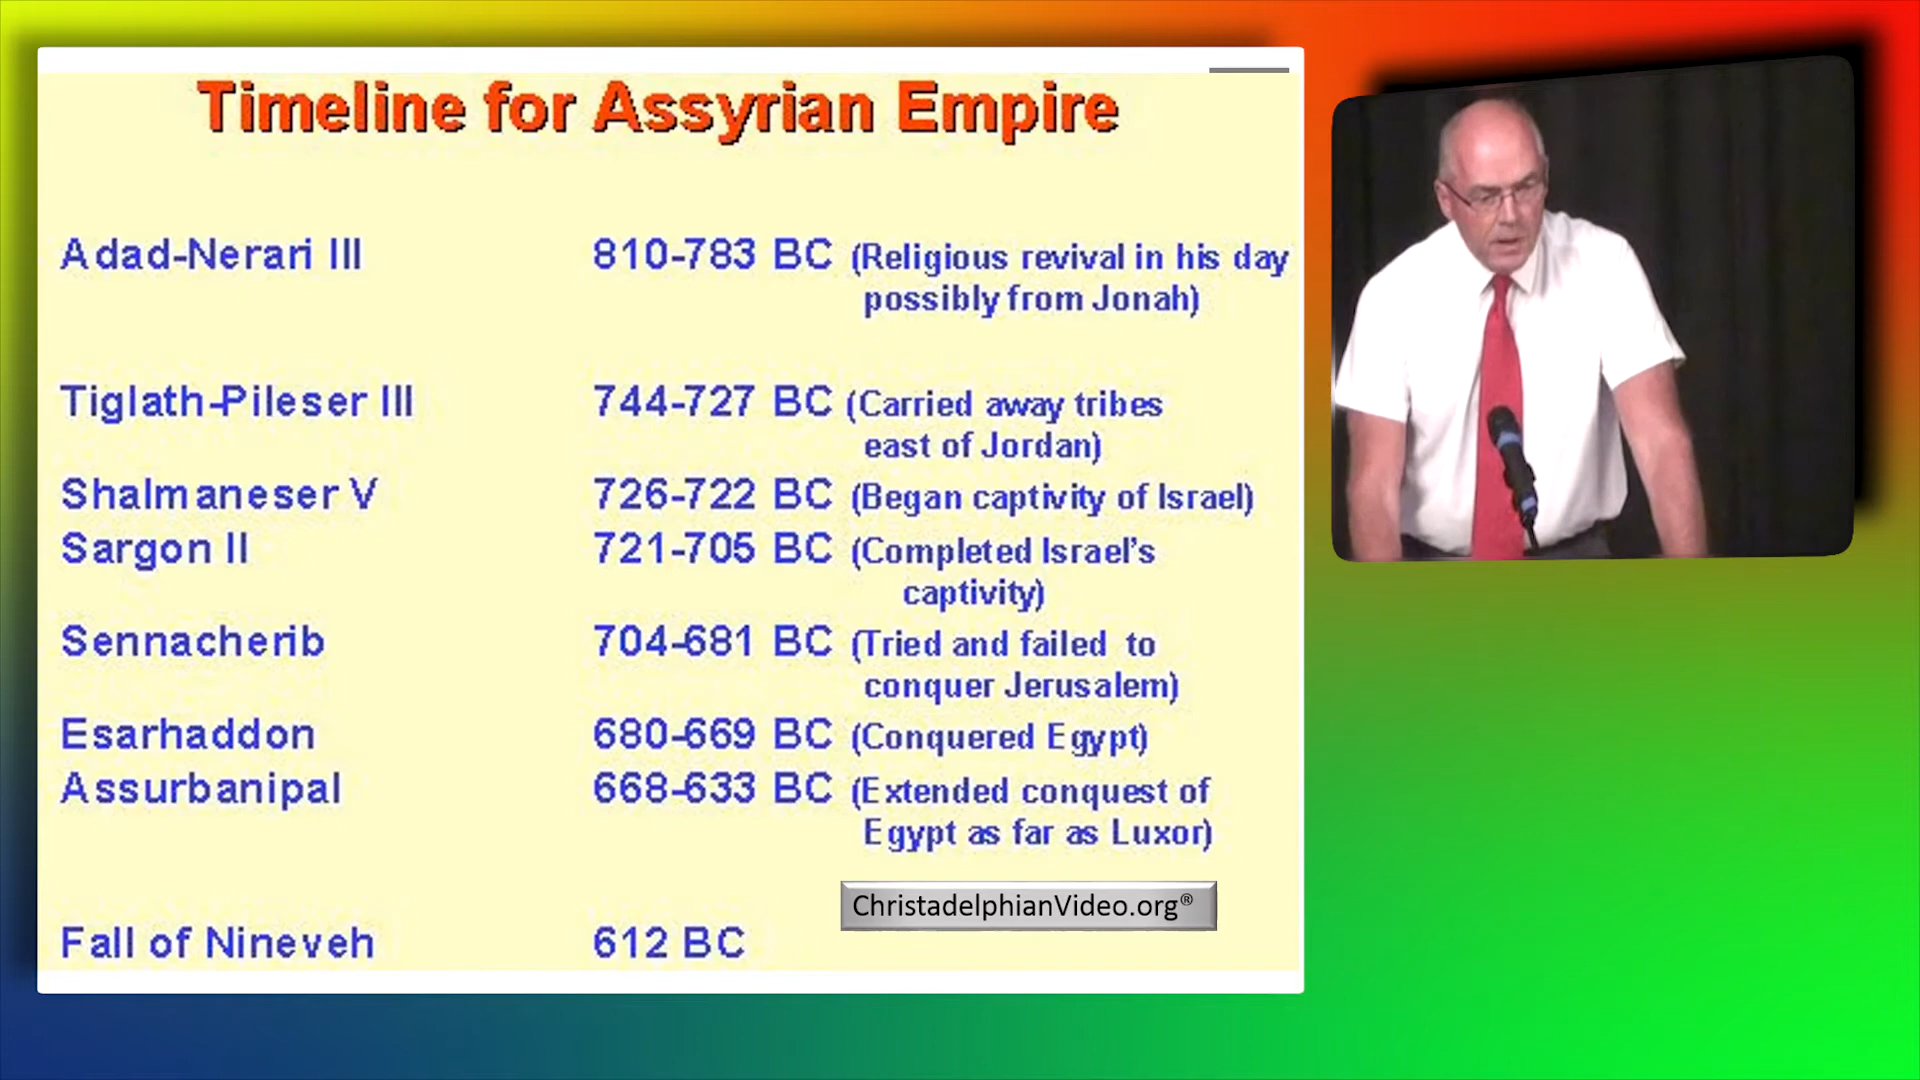 Timeline for Assyrian Empire
Adad-Nerari III 810-783 BC (Religious revival in his day
possibly from Jonah)
Tiglath-Pileser III 744-727 BC (Carried away tribes
east of Jordan)
Shalmaneser V 726-722 BC (Began captivity of Israel)
Sargon II 721-705 BC (Completed Israel's
captivity)
Sennacherib 704-681 BC (Tried and failed to
conquer Jerusalem)
Esarhaddon 680-669 BC (Conquered Egypt)
Assurbanipal 668-633 BC (Extended conquest of
Egypt as far as Luxor)
ChristadelphianVideo.org®
Fall of Nineveh 612 BC